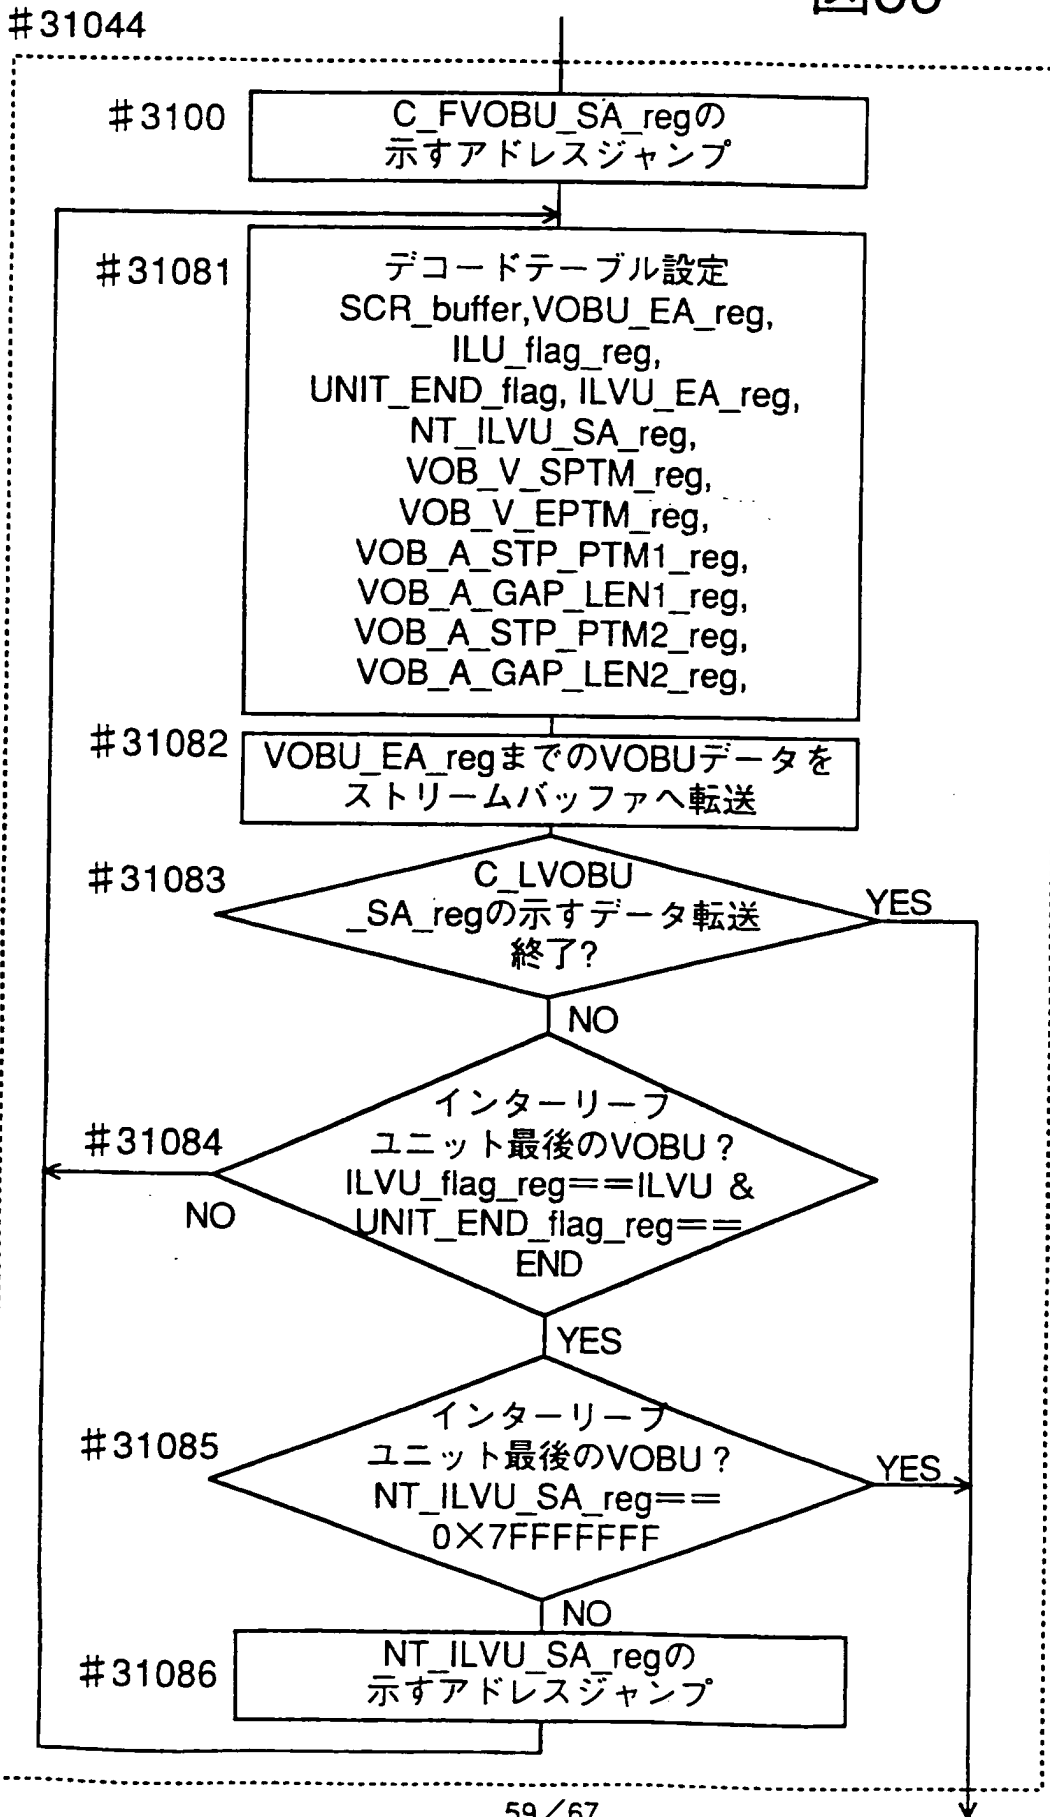 #31044
#3100
C_FVOBU_SA_regの
示すアドレスジャンプ
#31081
デコードテーブル設定
SCR_buffer,VOBU_EA_reg,
ILU_flag_reg,
UNIT_END_flag, ILVU_EA_reg,
NT_ILVU_SA_reg,
VOB_V_SPTM_reg,
VOB_V_EPTM_reg,
VOB_A_STP_PTM1_reg,
VOB_A_GAP_LEN1_reg,
VOB_A_STP_PTM2_reg,
VOB_A_GAP_LEN2_reg,
#31082
VOBU_EA_regまでのVOBUデータを
ストリームバッファへ転送
#31083
C_LVOBU
_SA_regの示すデータ転送
終了?
YES
NO
#31084
インターリーブ
ユニット最後のVOBU?
ILVU_flag_reg==ILVU &
UNIT_END_flag_reg==
END
NO
YES
#31085
インターリーブ
ユニット最後のVOBU?
NT_ILVU_SA_reg==
0×7FFFFFFF
YES
NO
#31086
NT_ILVU_SA_regの
示すアドレスジャンプ
59/67